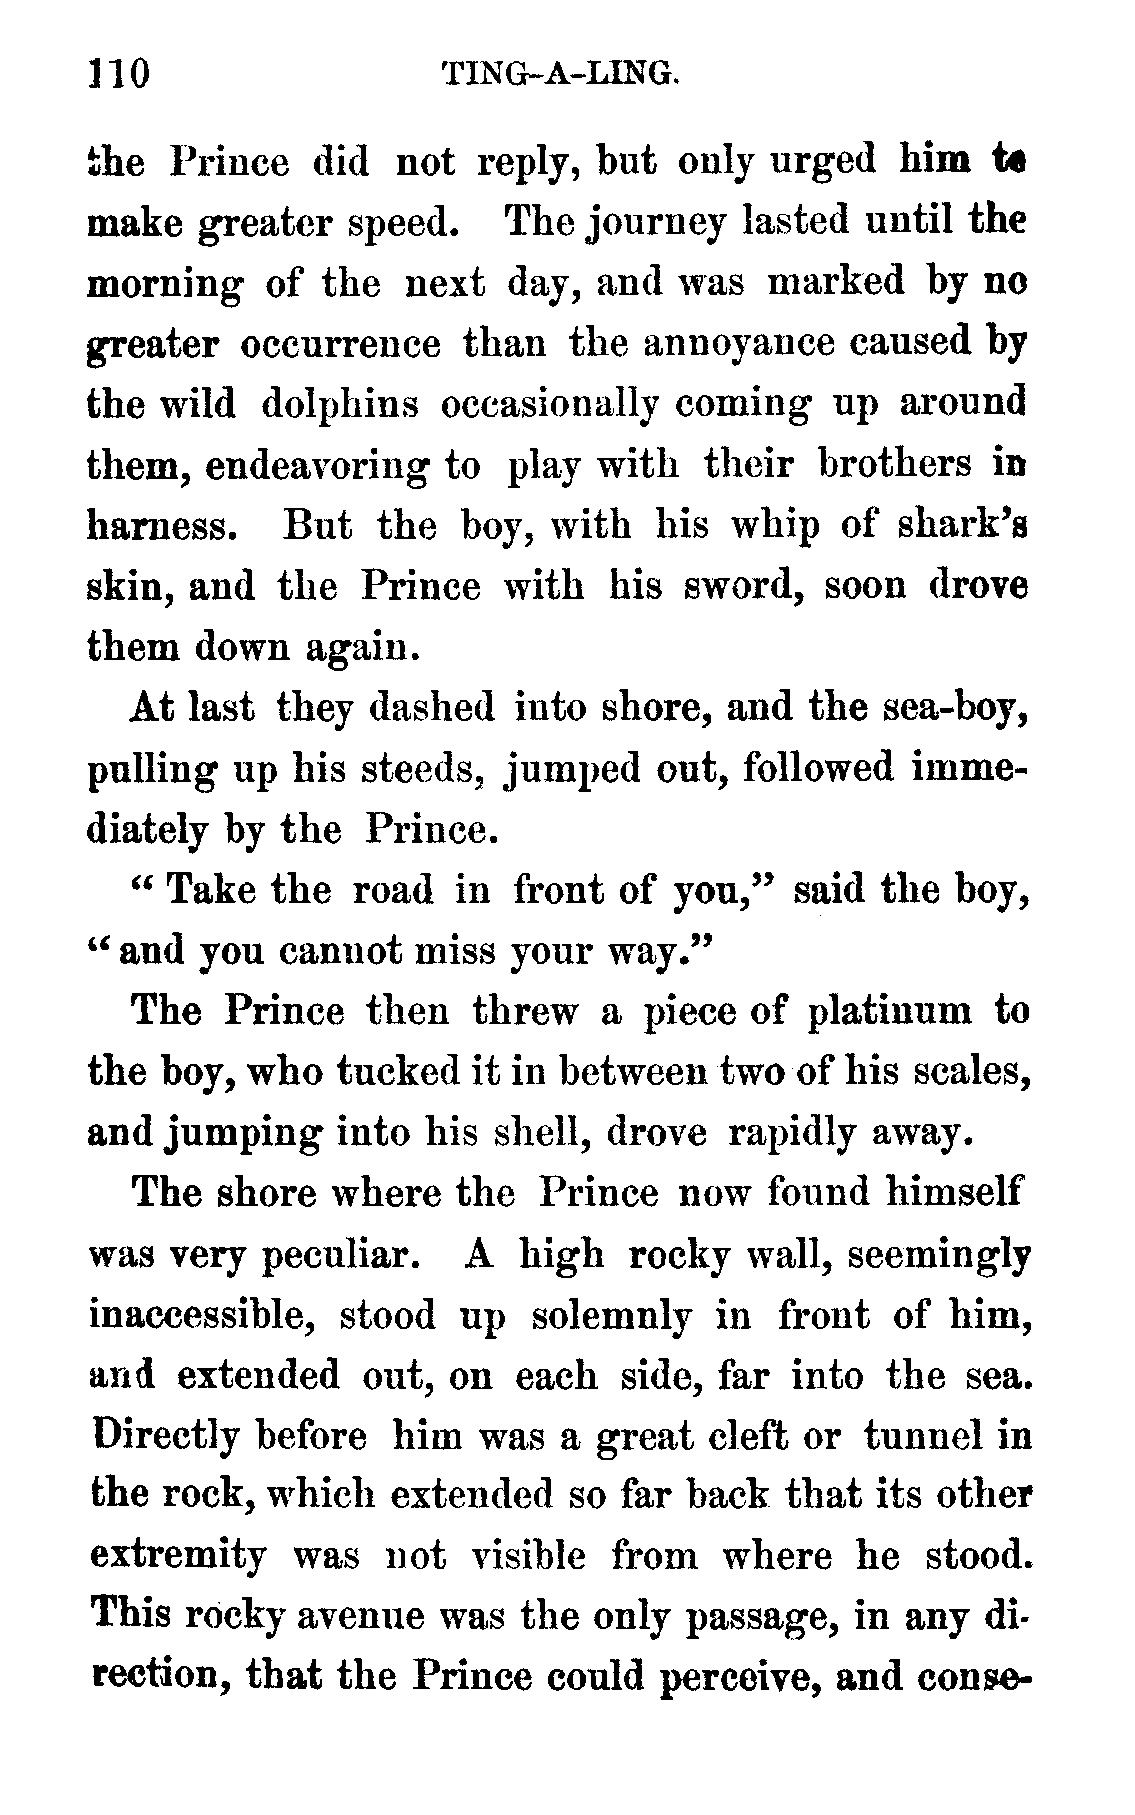 110 TING-A-LING.
the Prince did not reply, but only urged him to
make greater speed. The journey lasted until the
morning of the next day, and was marked by no
greater occurrence than the annoyance caused by
the wild dolphins occasionally coming up around
them, endeavoring to play with their brothers in
harness. But the boy, with his whip of shark's
skin, and the Prince with his sword, soon drove
them down again.
At last they dashed into shore, and the sea-boy,
pulling up his steeds, jumped out, followed imme-
diately by the Prince.
“ Take the road in front of you,” said the boy,
“ and you cannot miss your way.”
The Prince then threw a piece of platinum to
the boy, who tucked it in between two of his scales,
and jumping into his shell, drove rapidly away.
The shore where the Prince now found himself
was very peculiar. A high rocky wall, seemingly
inaccessible, stood up solemnly in front of him,
and extended out, on each side, far into the sea.
Directly before him was a great cleft or tunnel in
the rock, which extended so far back that its other
extremity was not visible from where he stood.
This rocky avenue was the only passage, in any di-
rection, that the Prince could perceive, and conse-